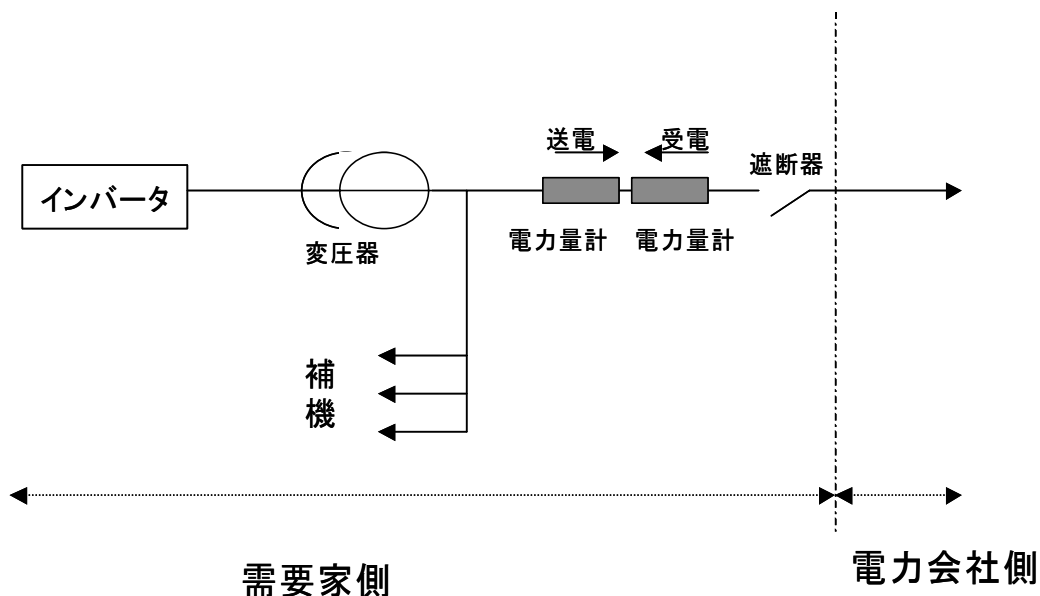 送電
受電
遮断器
インバータ
変圧器
電力量計
電力量計
補機
需要家側
電力会社側